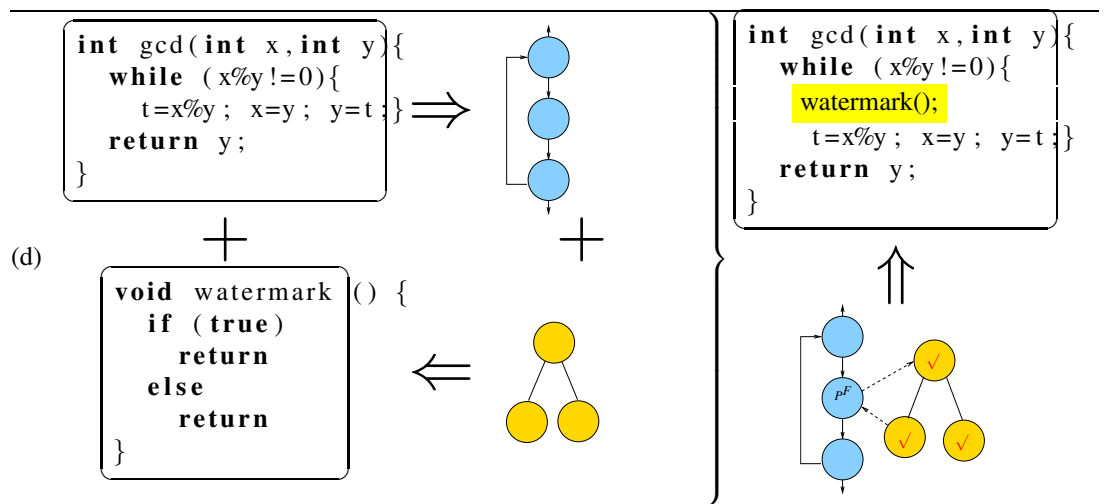 int gcd(int x,int y){
while (x%y!=0){
t=x%y; x=y; y=t;}
return y;
}
(d)
void watermark () {
if (true)
return
else
return
}
int gcd(int x,int y){
while (x%y!=0){
watermark();
t=x%y; x=y; y=t;}
return y;
}
P^F
✓
✓
✓